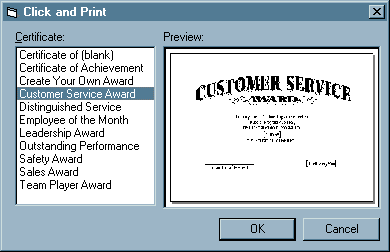 Click and Print
Certificate:
Preview:
Certificate of (blank)
Certificate of Achievement
Create Your Own Award
Customer Service Award
Distinguished Service
Employee of the Month
Leadership Award
Outstanding Performance
Safety Award
Sales Award
Team Player Award
CUSTOMER SERVICE
AWARD
OK
Cancel